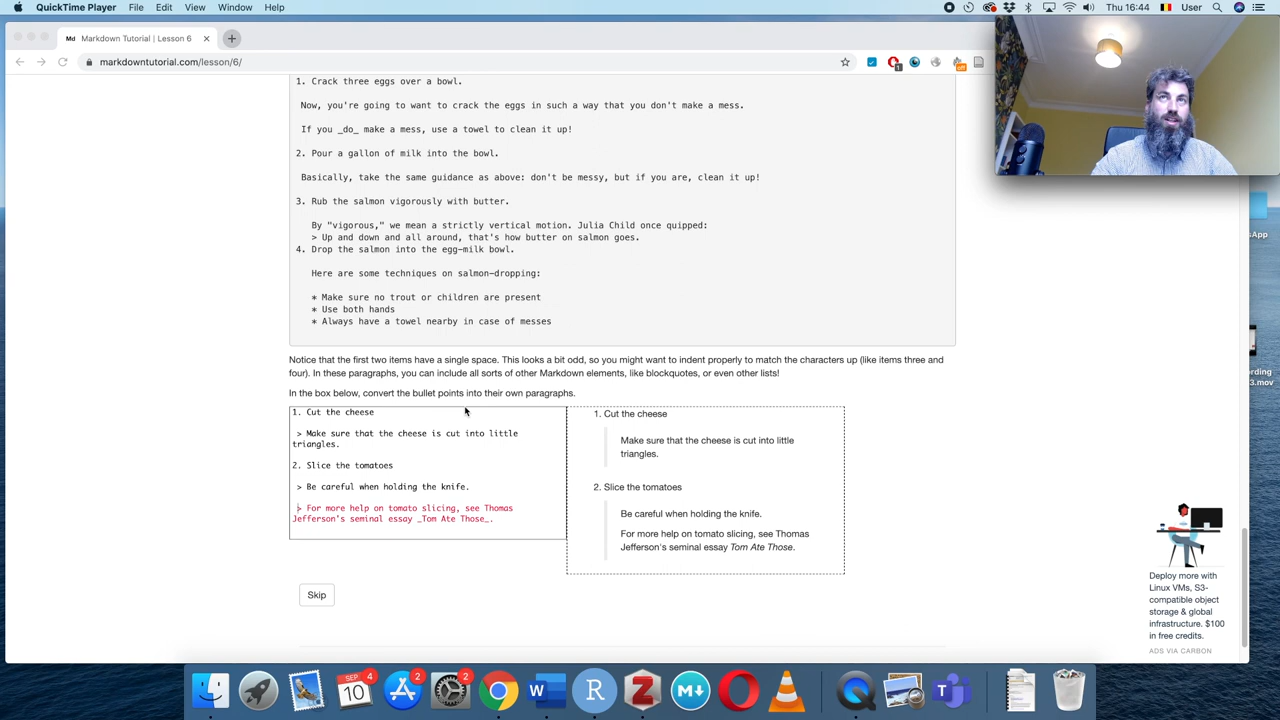 QuickTime Player File Edit View Window Help
Thu 16:44 User
Md Markdown Tutorial | Lesson 6
markdowntutorial.com/lesson/6/
1
off
1. Crack three eggs over a bowl.
Now, you're going to want to crack the eggs in such a way that you don't make a mess.
If you _do_ make a mess, use a towel to clean it up!
2. Pour a gallon of milk into the bowl.
Basically, take the same guidance as above: don't be messy, but if you are, clean it up!
3. Rub the salmon vigorously with butter.
By "vigorous," we mean a strictly vertical motion. Julia Child once quipped:
> Up and down and all around, that's how butter on salmon goes.
4. Drop the salmon into the egg-milk bowl.
Here are some techniques on salmon-dropping:
* Make sure no trout or children are present
* Use both hands
* Always have a towel nearby in case of messes
Notice that the first two items have a single space. This looks a bit odd, so you might want to indent properly to match the characters up (like items three and
four). In these paragraphs, you can include all sorts of other Markdown elements, like blockquotes, or even other lists!
In the box below, convert the bullet points into their own paragraphs.
1. Cut the cheese
> Make sure that the cheese is cut into little
triangles.
2. Slice the tomatoes
> Be careful when holding the knife.
> For more help on tomato slicing, see Thomas
Jefferson's seminal essay _Tom Ate Those_.
1. Cut the cheese
Make sure that the cheese is cut into little
triangles.
2. Slice the tomatoes
Be careful when holding the knife.
For more help on tomato slicing, see Thomas
Jefferson's seminal essay Tom Ate Those.
Skip
Deploy more with
Linux VMs, S3-
compatible object
storage & global
infrastructure. $100
in free credits.
ADS VIA CARBON
sApp
ording
3.mov
SEP 4
10
2
2
W
R
Z
M
T